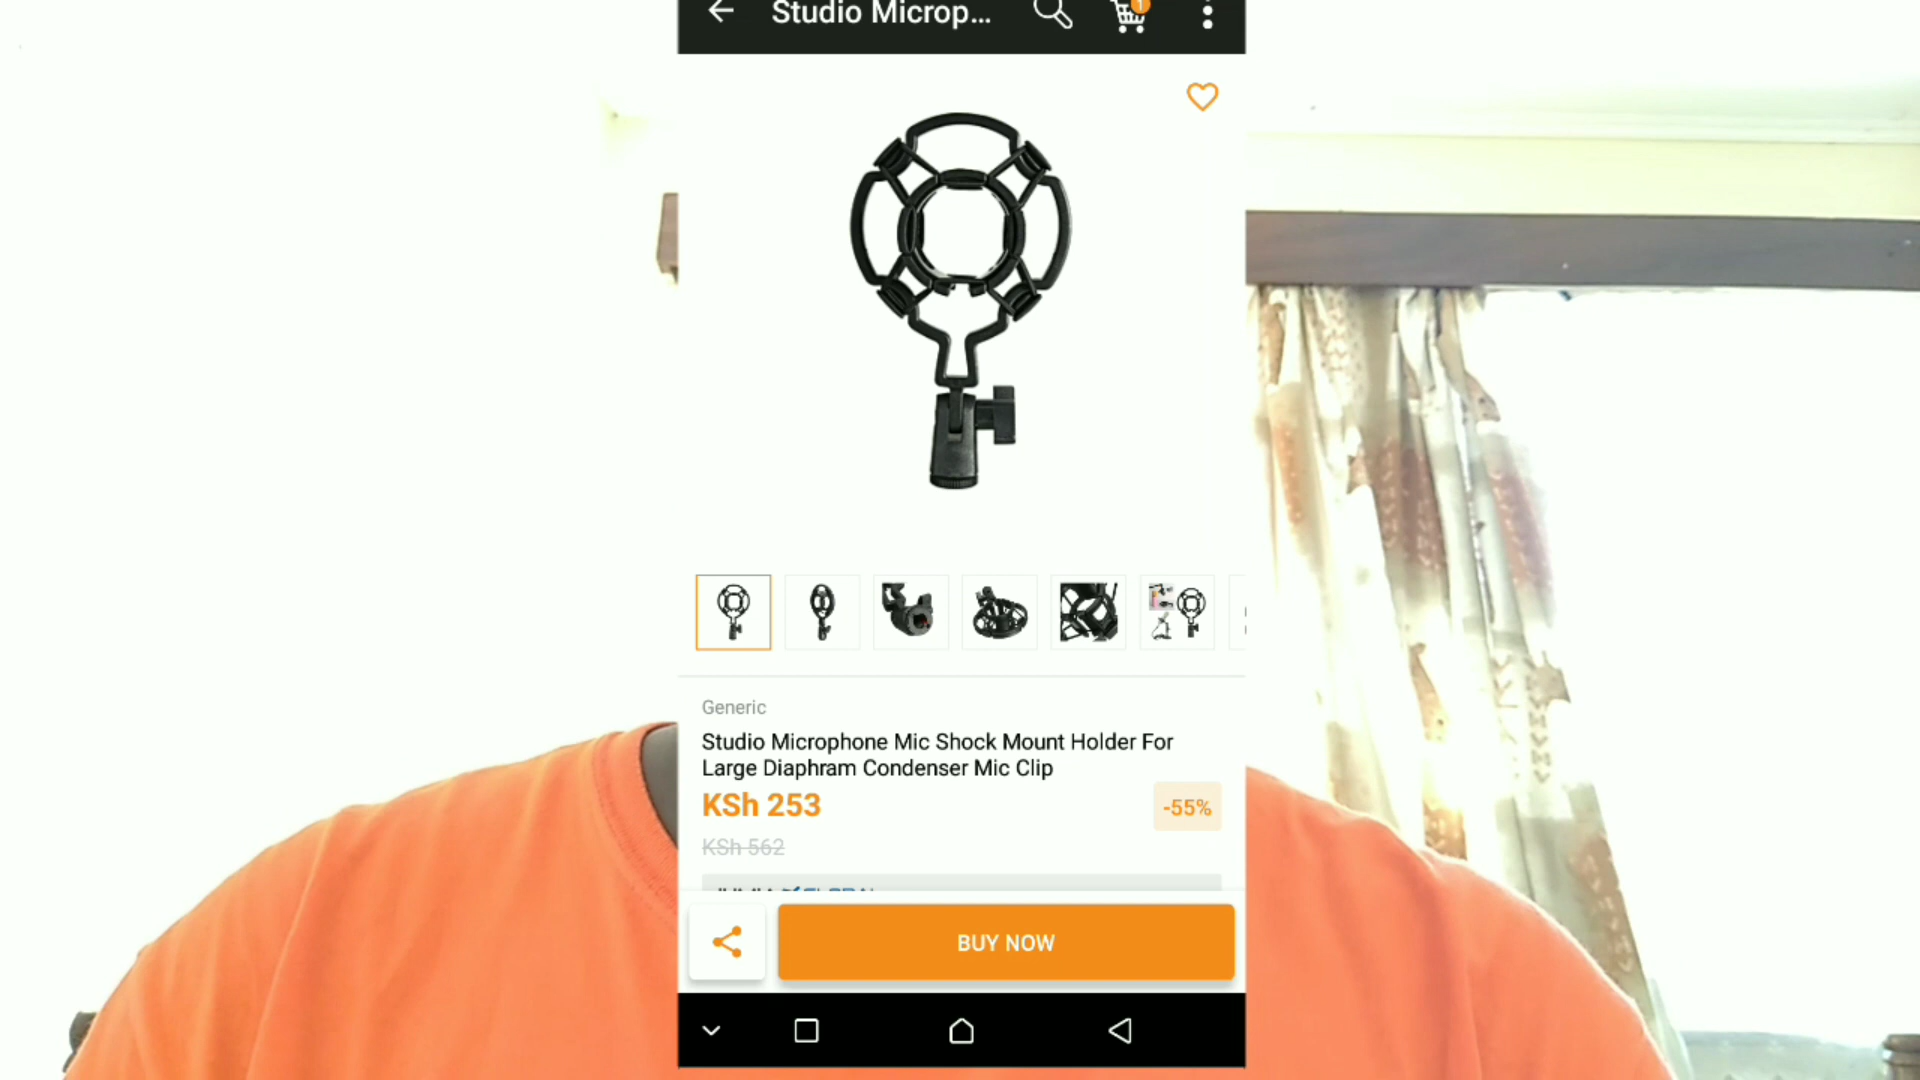 Studio Microp...
1
Generic
Studio Microphone Mic Shock Mount Holder For
Large Diaphram Condenser Mic Clip
KSh 253
-55%
KSh 562
BUY NOW